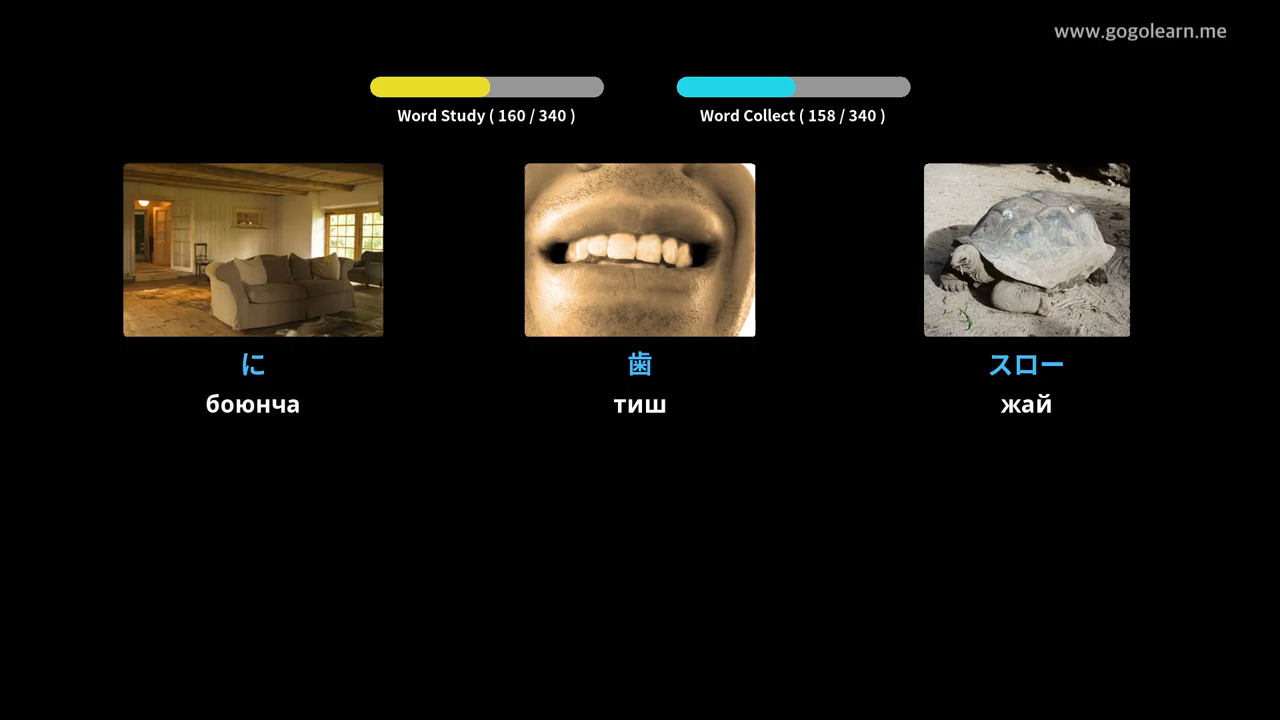 www.gogolearn.me
Word Study ( 160 / 340 )
Word Collect ( 158 / 340 )
に
боюнча
歯
тиш
スロー
жай